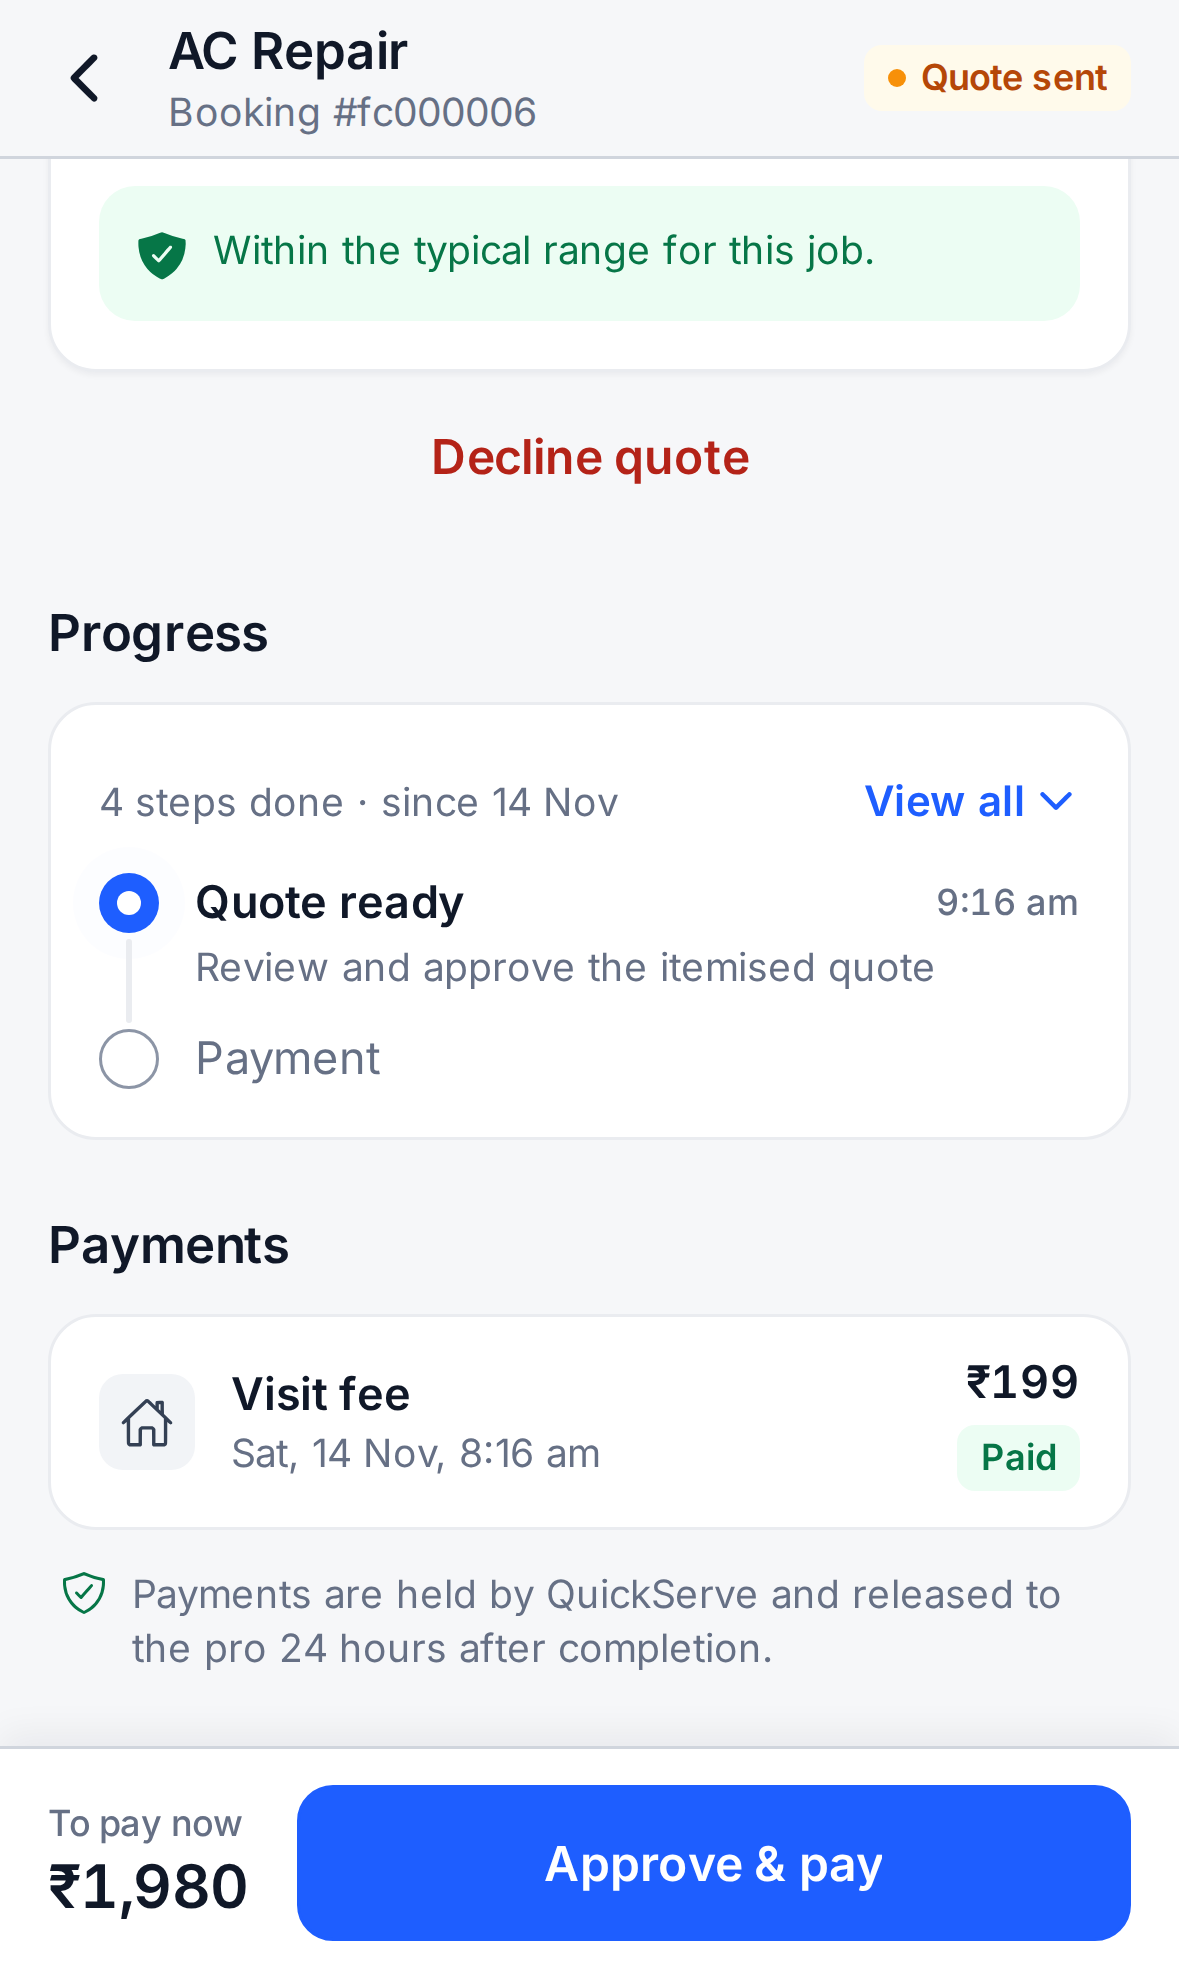 AC Repair
Booking #fc000006
Quote sent
Within the typical range for this job.
Decline quote
Progress
4 steps done · since 14 Nov
View all
Quote ready
9:16 am
Review and approve the itemised quote
Payment
Payments
Visit fee
₹199
Sat, 14 Nov, 8:16 am
Paid
Payments are held by QuickServe and released to
the pro 24 hours after completion.
To pay now
₹1,980
Approve & pay